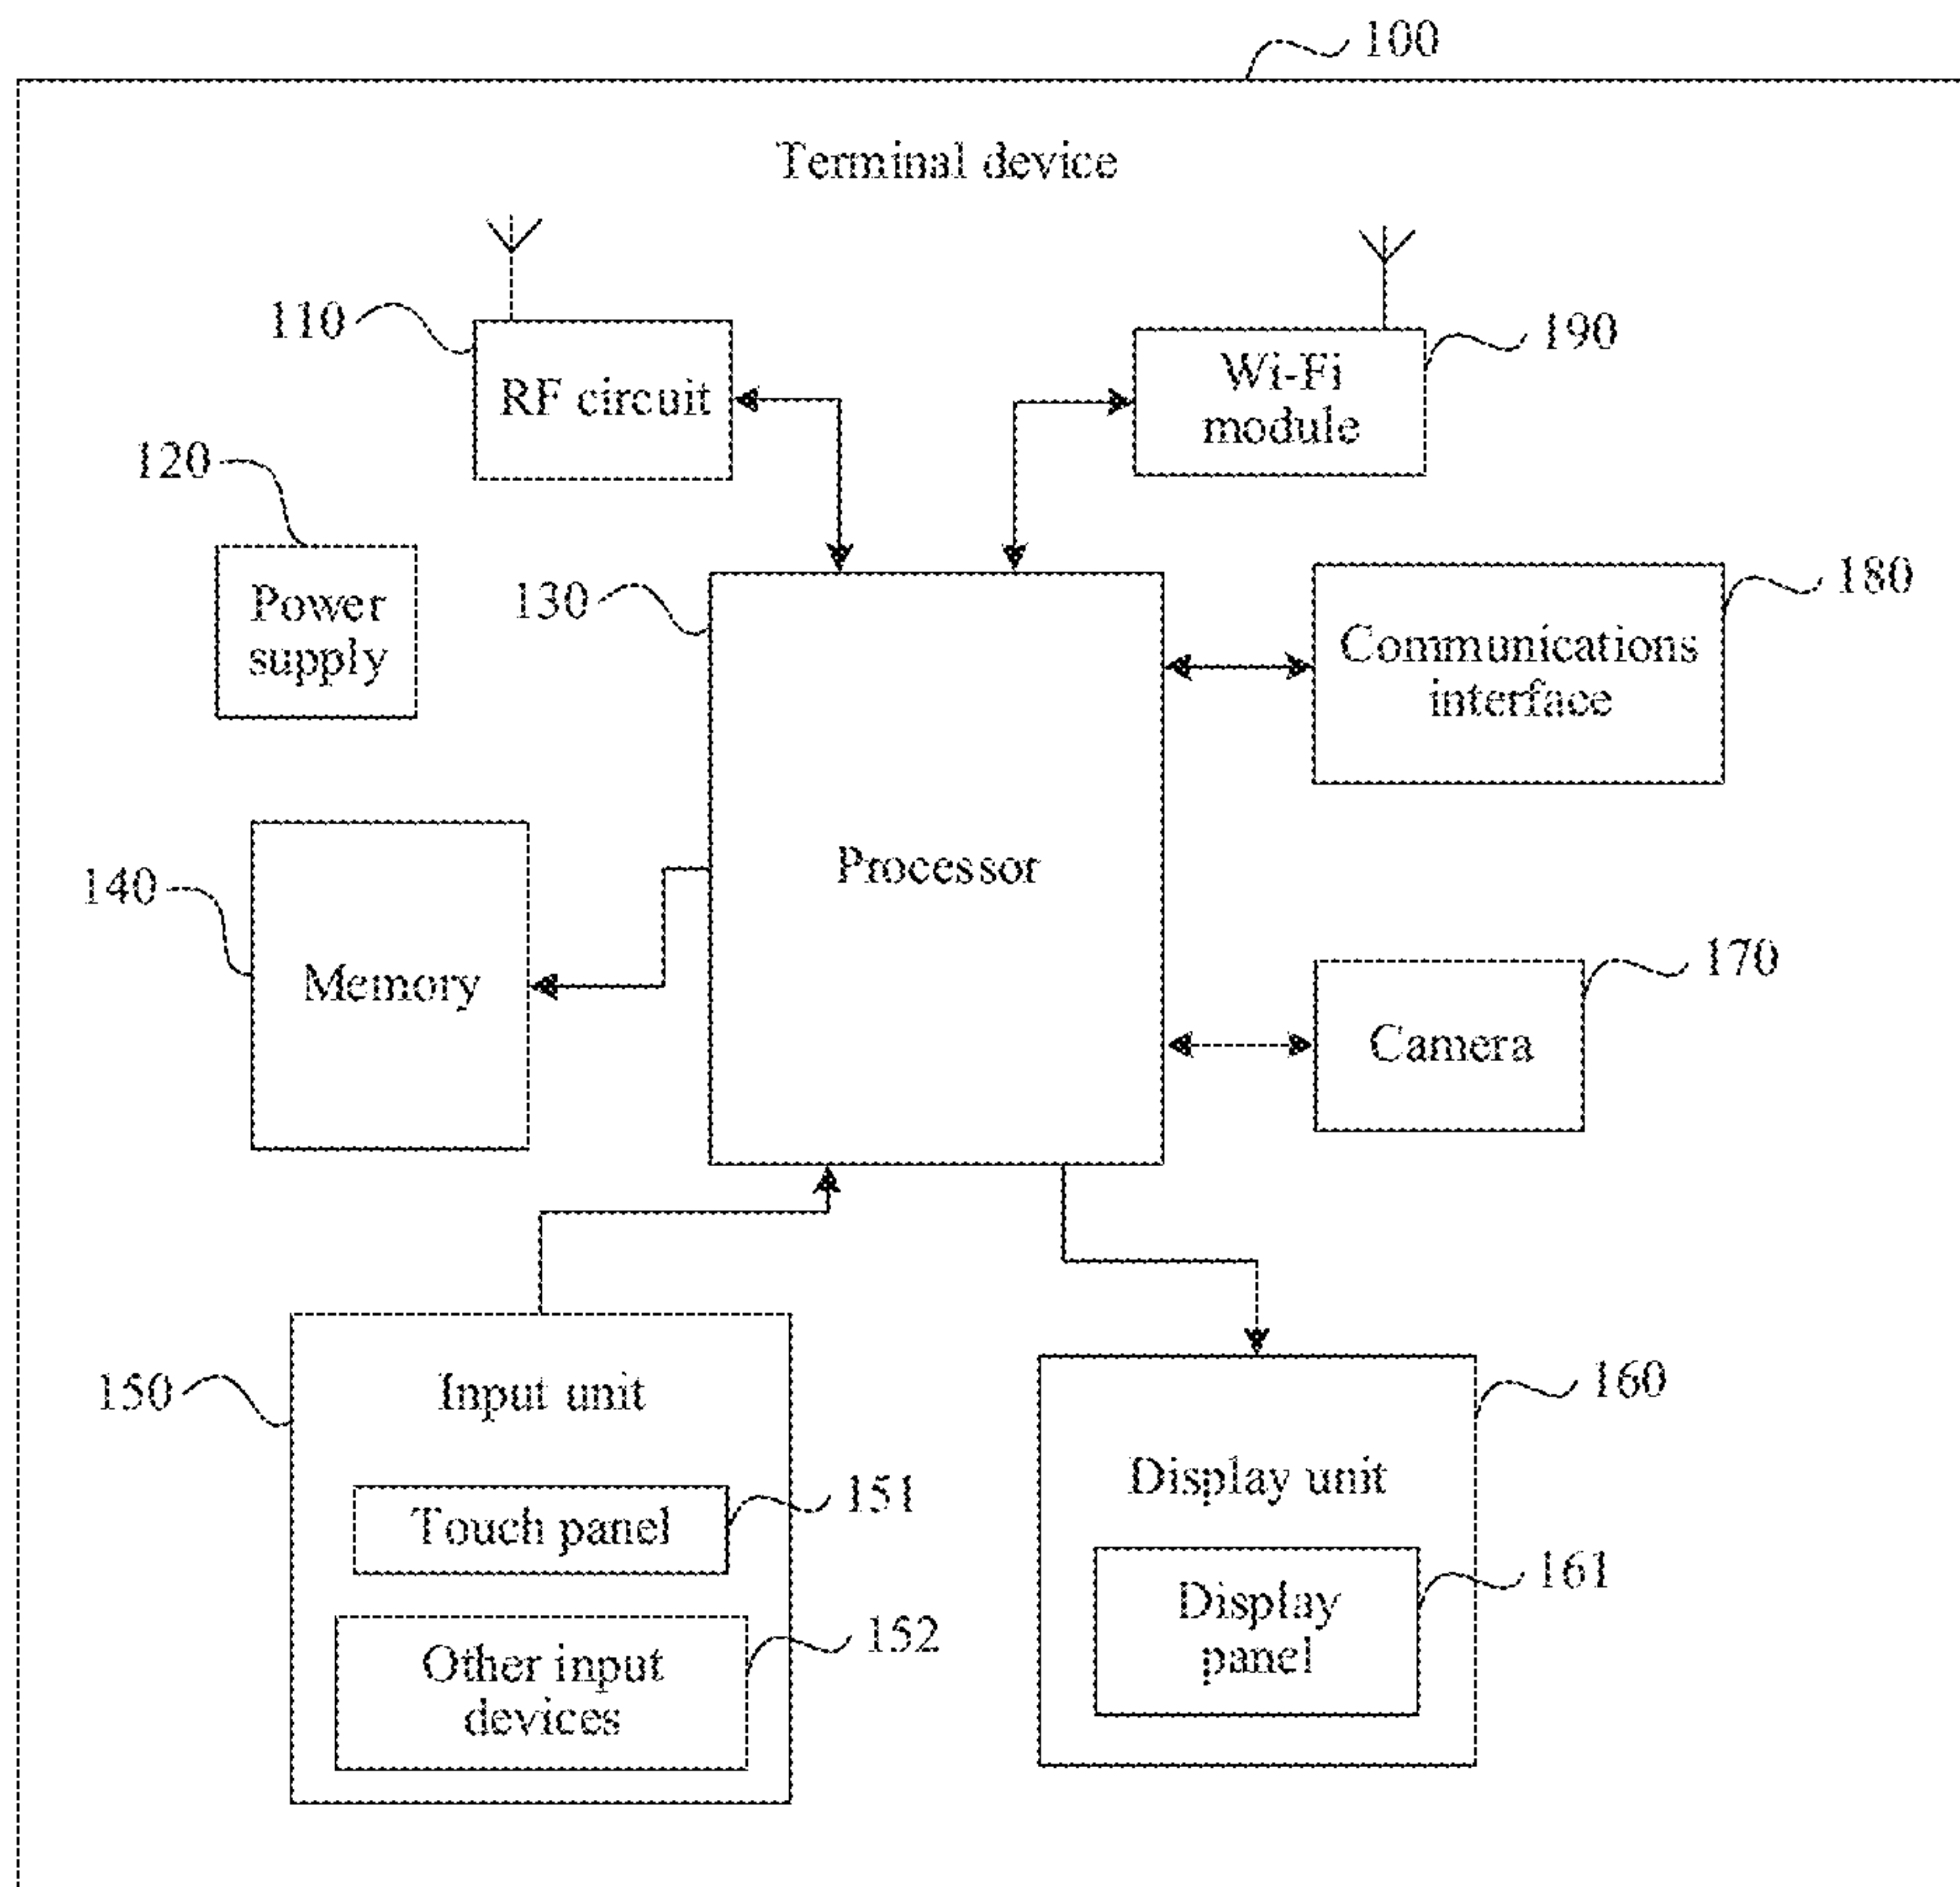 100
Terminal device
110
RF circuit
190
Wi-Fi
module
120
Power
supply
130
Processor
180
Communications
interface
140
Memory
170
Camera
150
Input unit
151
Touch panel
152
Other input
devices
160
Display unit
161
Display
panel